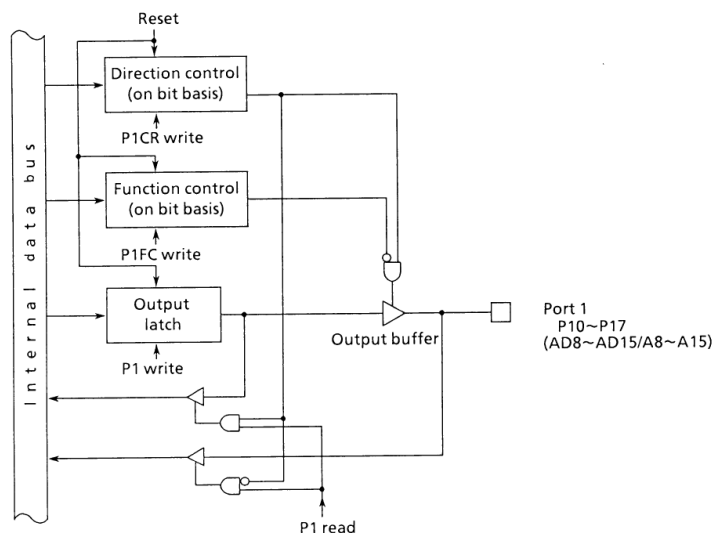 Reset
Direction control
(on bit basis)
P1CR write
Function control
(on bit basis)
P1FC write
Output
latch
P1 write
Output buffer
Port 1
P10~P17
(AD8~AD15/A8~A15)
P1 read
Internal data bus